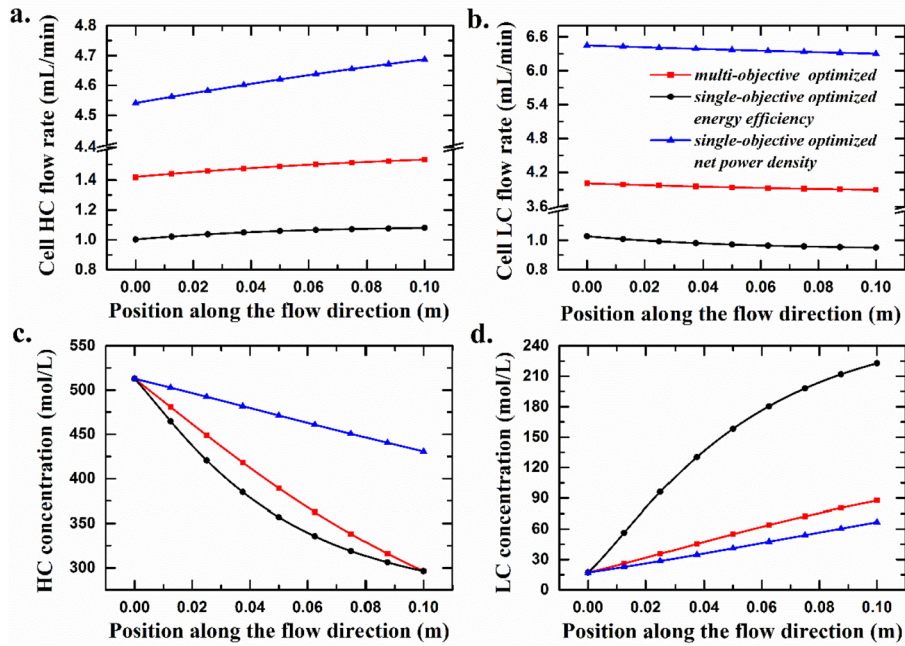 a.
Cell HC flow rate (mL/min)
4.8
4.7
4.6
4.5
4.4
1.4
1.2
1.0
0.8
0.00 0.02 0.04 0.06 0.08 0.10
Position along the flow direction (m)
b.
Cell LC flow rate (mL/min)
6.6
6.0
5.4
4.8
4.2
3.6
1.0
0.8
multi-objective optimized
single-objective optimized
energy efficiency
single-objective optimized
net power density
0.00 0.02 0.04 0.06 0.08 0.10
Position along the flow direction (m)
c.
HC concentration (mol/L)
550
500
450
400
350
300
0.00 0.02 0.04 0.06 0.08 0.10
Position along the flow direction (m)
d.
LC concentration (mol/L)
240
210
180
150
120
90
60
30
0
0.00 0.02 0.04 0.06 0.08 0.10
Position along the flow direction (m)